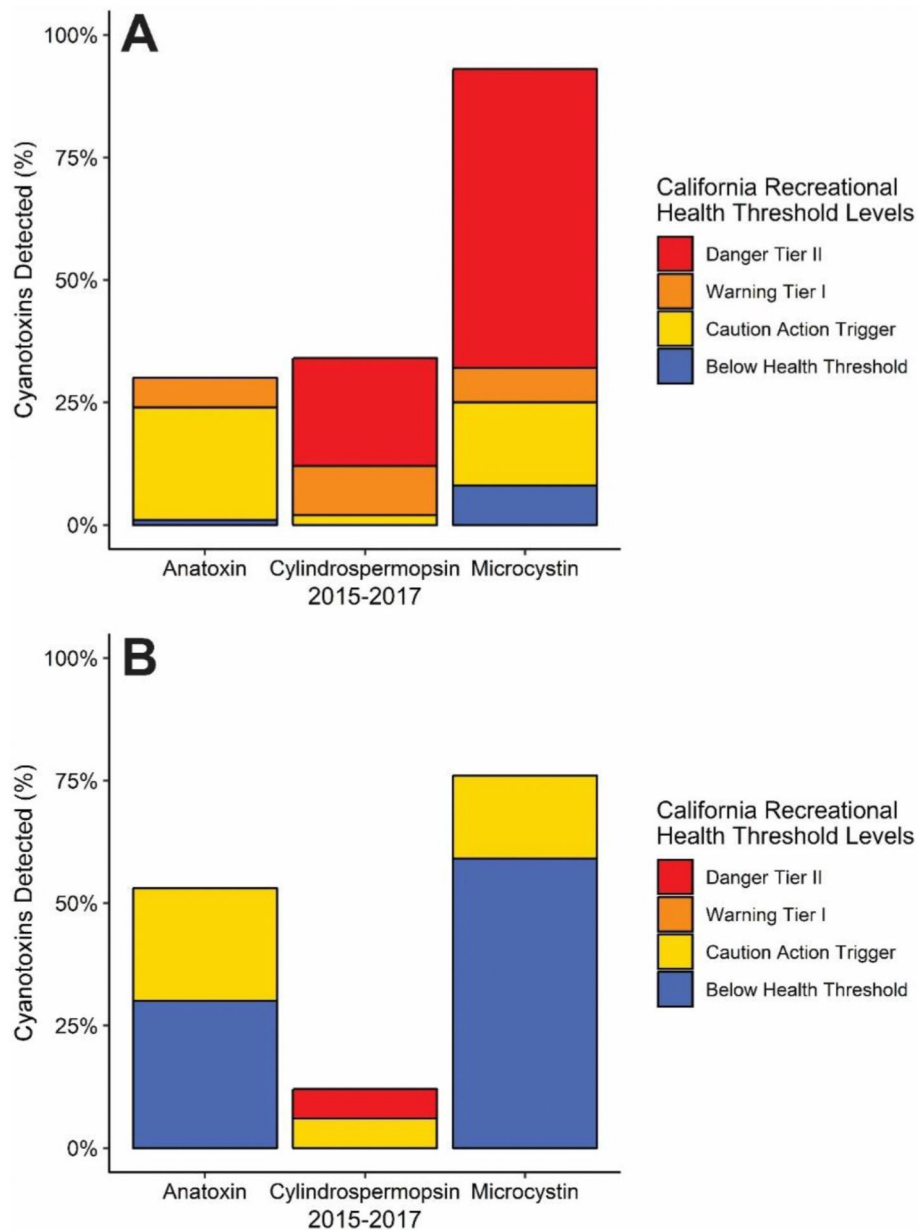 A
100%
75%
50%
25%
0%
Cyanotoxins Detected (%)
Anatoxin Cylindrospermopsin Microcystin
2015-2017
California Recreational
Health Threshold Levels
Danger Tier II
Warning Tier I
Caution Action Trigger
Below Health Threshold
B
100%
75%
50%
25%
0%
Cyanotoxins Detected (%)
Anatoxin Cylindrospermopsin Microcystin
2015-2017
California Recreational
Health Threshold Levels
Danger Tier II
Warning Tier I
Caution Action Trigger
Below Health Threshold